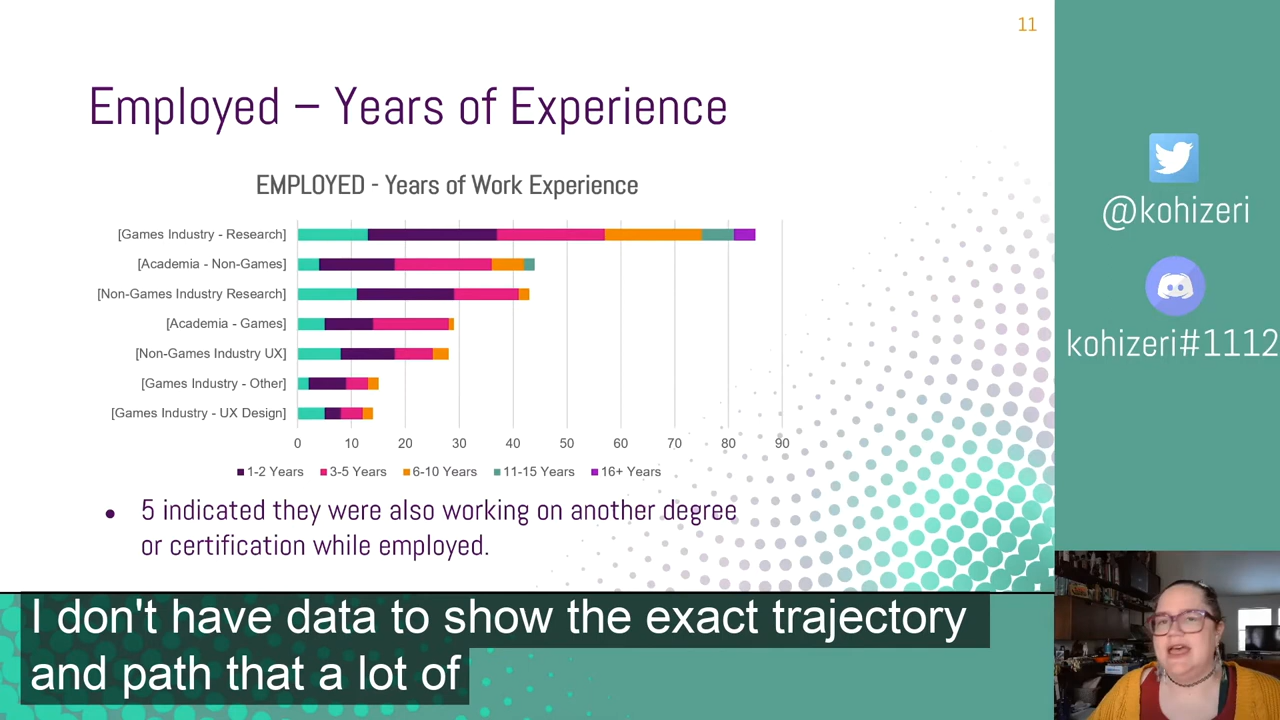 11
Employed – Years of Experience
EMPLOYED - Years of Work Experience
[Games Industry - Research]
[Academia - Non-Games]
[Non-Games Industry Research]
[Academia - Games]
[Non-Games Industry UX]
[Games Industry - Other]
[Games Industry - UX Design]
0 10 20 30 40 50 60 70 80 90
1-2 Years 3-5 Years 6-10 Years 11-15 Years 16+ Years
● 5 indicated they were also working on another degree
or certification while employed.
@kohizeri
kohizeri#1112
I don't have data to show the exact trajectory
and path that a lot of